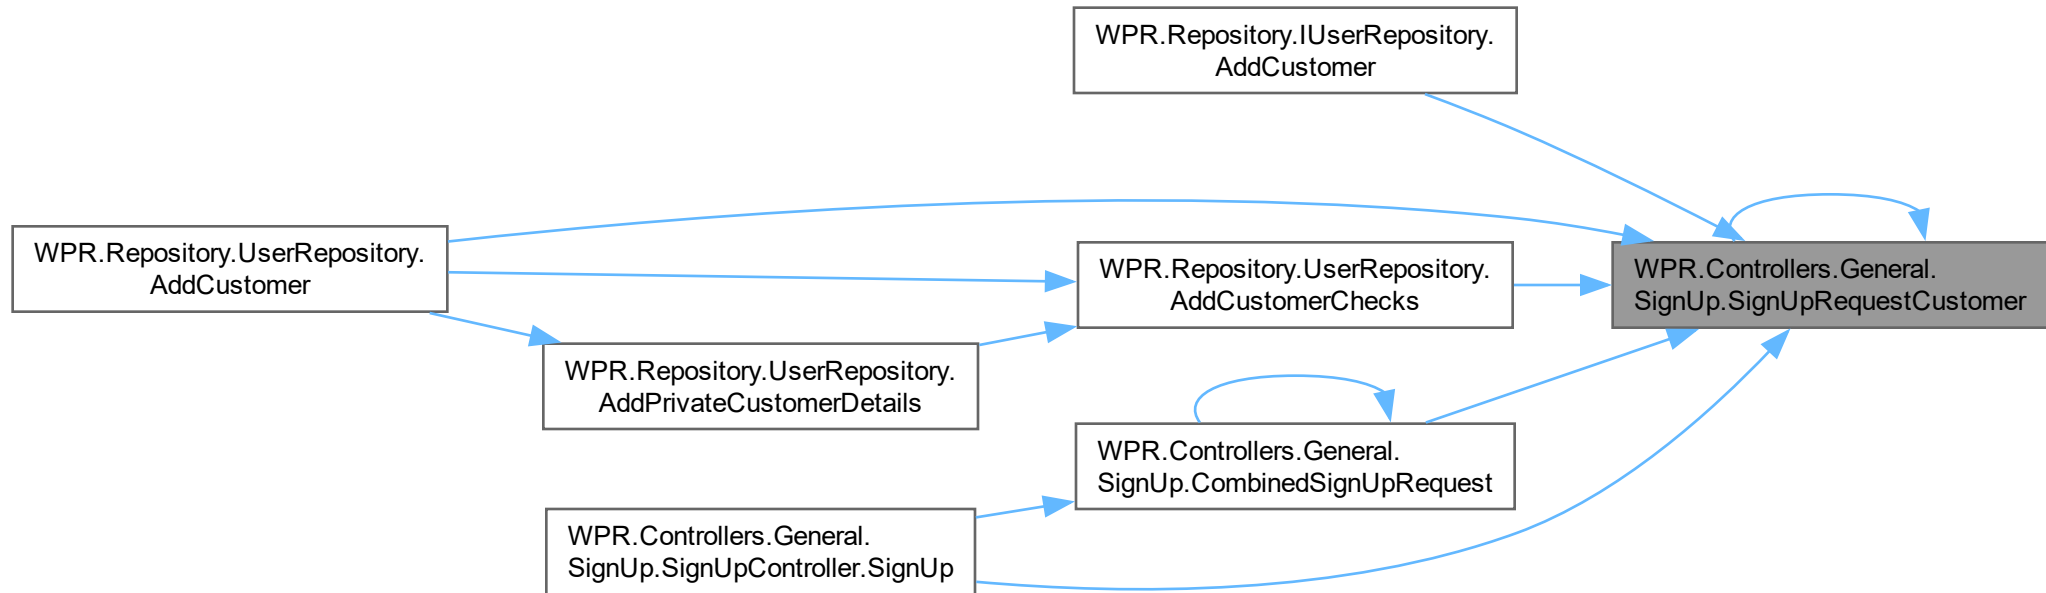 WPR.Repository.IUserRepository.
AddCustomer
WPR.Repository.UserRepository.
AddCustomer
WPR.Repository.UserRepository.
AddCustomerChecks
WPR.Controllers.General.
SignUp.SignUpRequestCustomer
WPR.Repository.UserRepository.
AddPrivateCustomerDetails
WPR.Controllers.General.
SignUp.CombinedSignUpRequest
WPR.Controllers.General.
SignUp.SignUpController.SignUp